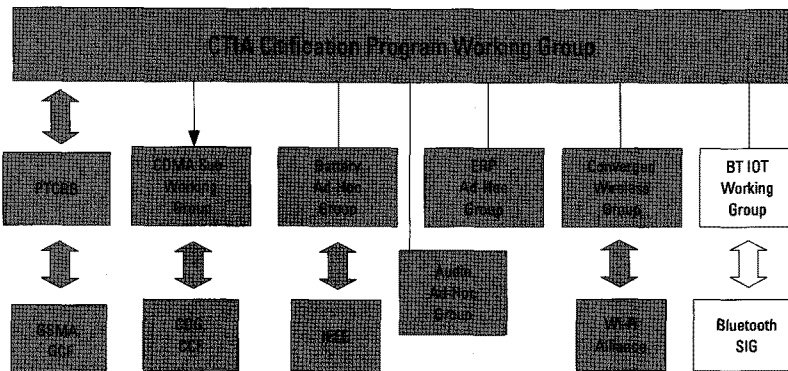 CTIA Citification Program Working Group
PTCRB
CDMA Sub
Working
Group
Battery
Ad-Hoc
Group
ERP
Ad-Hoc
Group
Converged
Wireless
Group
BT IOT
Working
Group
Audio
Ad-Hoc
Group
GSMA,
GCF
CDG,
CCF
IEEE
Wi-Fi
Alliance
Bluetooth
SIG